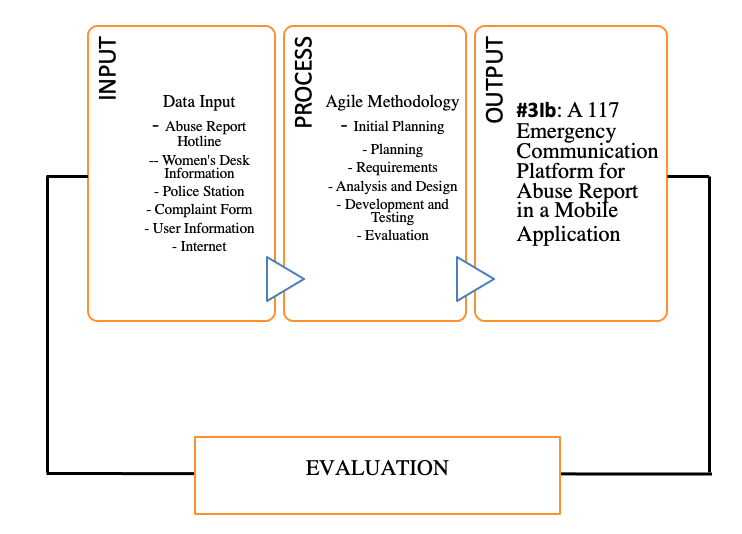 INPUT
Data Input
- Abuse Report
Hotline
-- Women's Desk
Information
- Police Station
- Complaint Form
- User Information
- Internet
PROCESS
Agile Methodology
- Initial Planning
- Planning
- Requirements
- Analysis and Design
- Development and
Testing
- Evaluation
OUTPUT
#3Ib: A 117
Emergency
Communication
Platform for
Abuse Report
in a Mobile
Application
EVALUATION